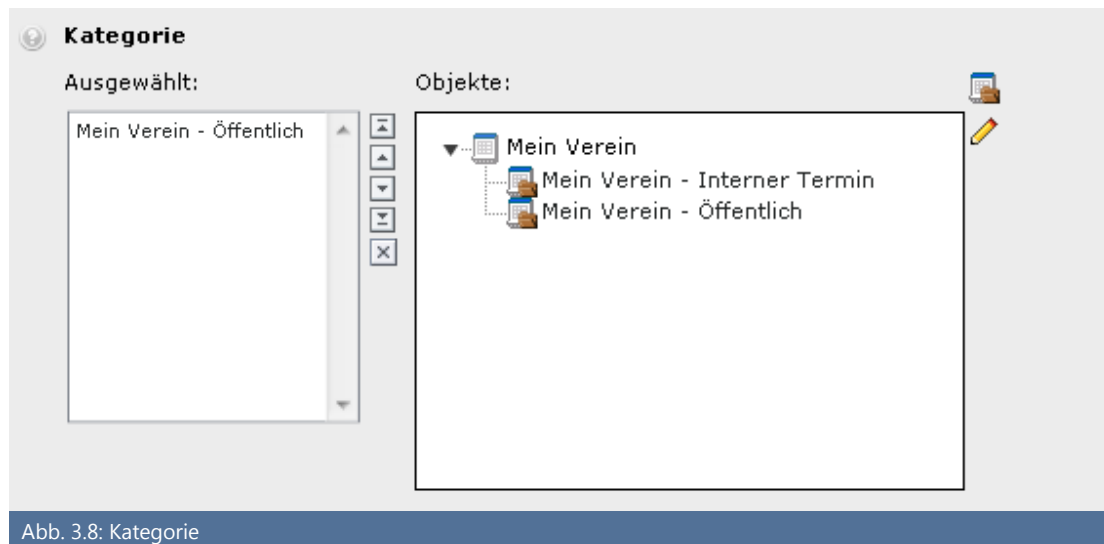 Kategorie
Ausgewählt:
Objekte:
Mein Verein - Öffentlich
Mein Verein
Mein Verein - Interner Termin
Mein Verein - Öffentlich
Abb. 3.8: Kategorie